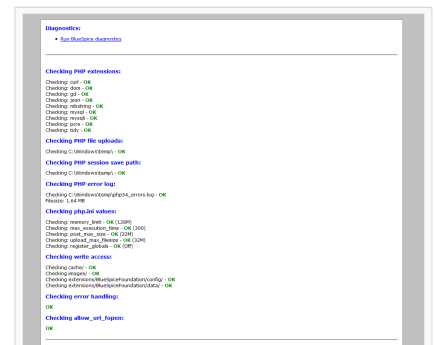 Diagnostics:
Run BlueSpice diagnostics
Checking PHP extensions:
Checking: curl - OK
Checking: dom - OK
Checking: gd - OK
Checking: json - OK
Checking: mbstring - OK
Checking: mysql - OK
Checking: mysqli - OK
Checking: pcre - OK
Checking: tidy - OK
Checking PHP file uploads:
Checking C:\Windows\temp\ - OK
Checking PHP session save path:
Checking C:\Windows\temp\ - OK
Checking PHP error log:
Checking C:\Windows\temp\php54_errors.log - OK
Filesize: 1.64 MB
Checking php.ini values:
Checking: memory_limit - OK (128M)
Checking: max_execution_time - OK (300)
Checking: post_max_size - OK (32M)
Checking: upload_max_filesize - OK (32M)
Checking: register_globals - OK (Off)
Checking write access:
Checking cache/ - OK
Checking images/ - OK
Checking extensions/BlueSpiceFoundation/config/ - OK
Checking extensions/BlueSpiceFoundation/data/ - OK
Checking error handling:
OK
Checking allow_url_fopen:
OK